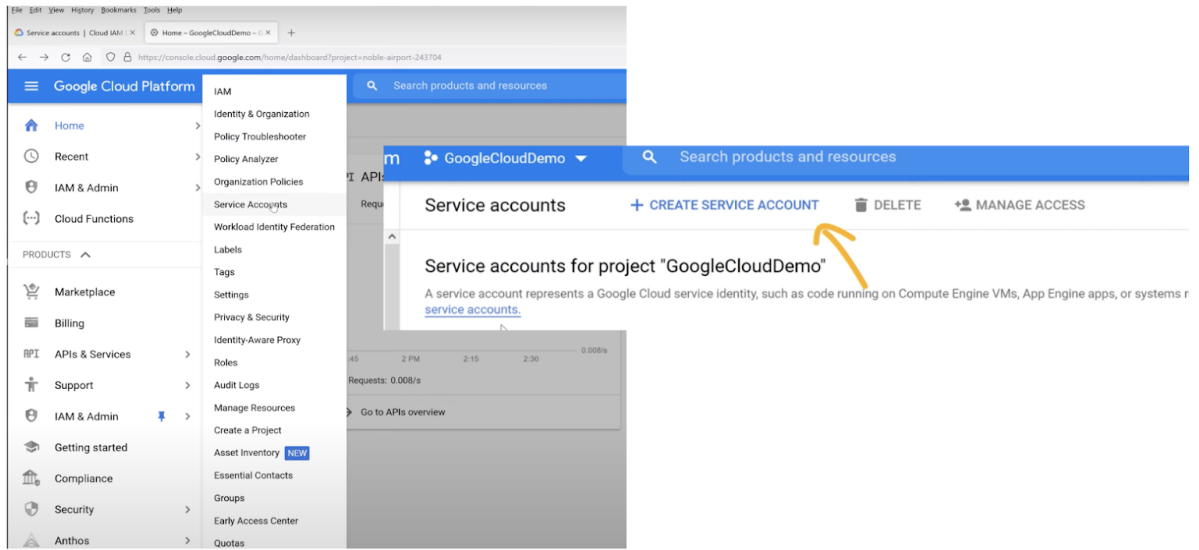 File Edit View History Bookmarks Tools Help
Service accounts | Cloud IAM
Home – GoogleCloudDemo – G
https://console.cloud.google.com/home/dashboard?project=noble-airport-243704
Google Cloud Platform
Search products and resources
Home
Recent
IAM & Admin
Cloud Functions
PRODUCTS
Marketplace
Billing
API APIs & Services
Support
IAM & Admin
Getting started
Compliance
Security
Anthos
IAM
Identity & Organization
Policy Troubleshooter
Policy Analyzer
Organization Policies
Service Accounts
Workload Identity Federation
Labels
Tags
Settings
Privacy & Security
Identity-Aware Proxy
Roles
Audit Logs
Manage Resources
Create a Project
Asset Inventory NEW
Essential Contacts
Groups
Early Access Center
Quotas
PI APIs
Requ
:45 2 PM 2:15 2:30 0.008/s
Requests: 0.008/s
Go to APIs overview
m GoogleCloudDemo Search products and resources
Service accounts + CREATE SERVICE ACCOUNT DELETE MANAGE ACCESS
Service accounts for project "GoogleCloudDemo"
A service account represents a Google Cloud service identity, such as code running on Compute Engine VMs, App Engine apps, or systems r
service accounts.